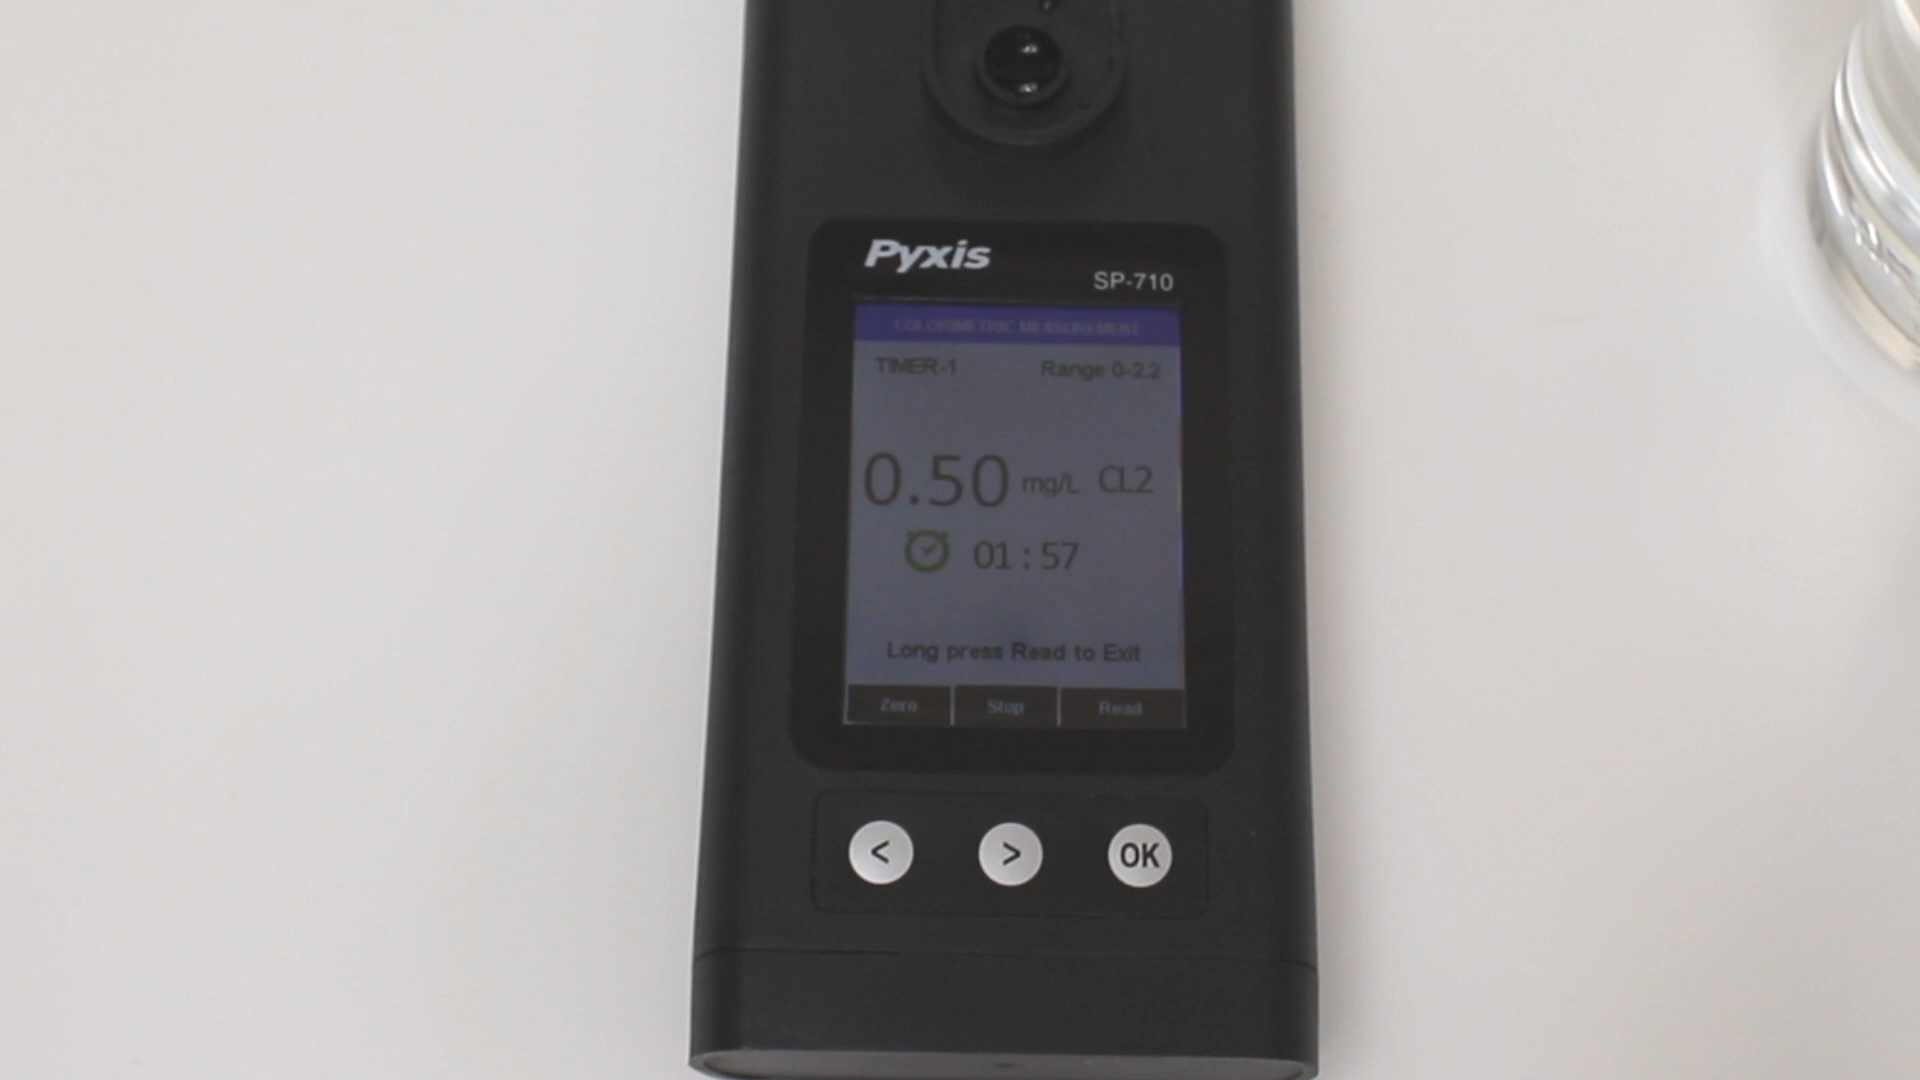 Pyxis
SP-710
COLORIMETRIC MEASUREMENT
TIMER-1 Range 0-2.2
0.50 mg/L CL2
01 : 57
Long press Read to Exit
Zero Stop Read
< > OK